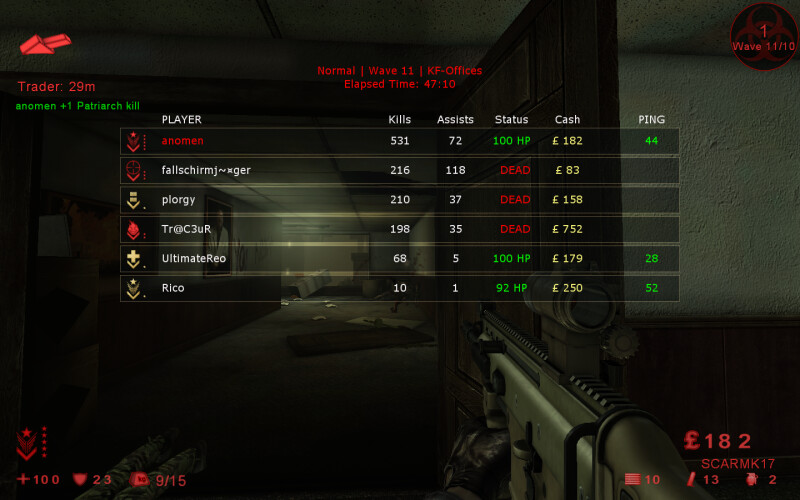 1
Wave 11/10
Normal | Wave 11 | KF-Offices
Elapsed Time: 47:10
Trader: 29m
anomen +1 Patriarch kill
PLAYER Kills Assists Status Cash PING
anomen 531 72 100 HP £ 182 44
fallschirmj~¤ger 216 118 DEAD £ 83
plorgy 210 37 DEAD £ 158
Tr@C3uR 198 35 DEAD £ 752
UltimateReo 68 5 100 HP £ 179 28
Rico 10 1 92 HP £ 250 52
£182
SCARMK17
100 23 9/15 10 13 2